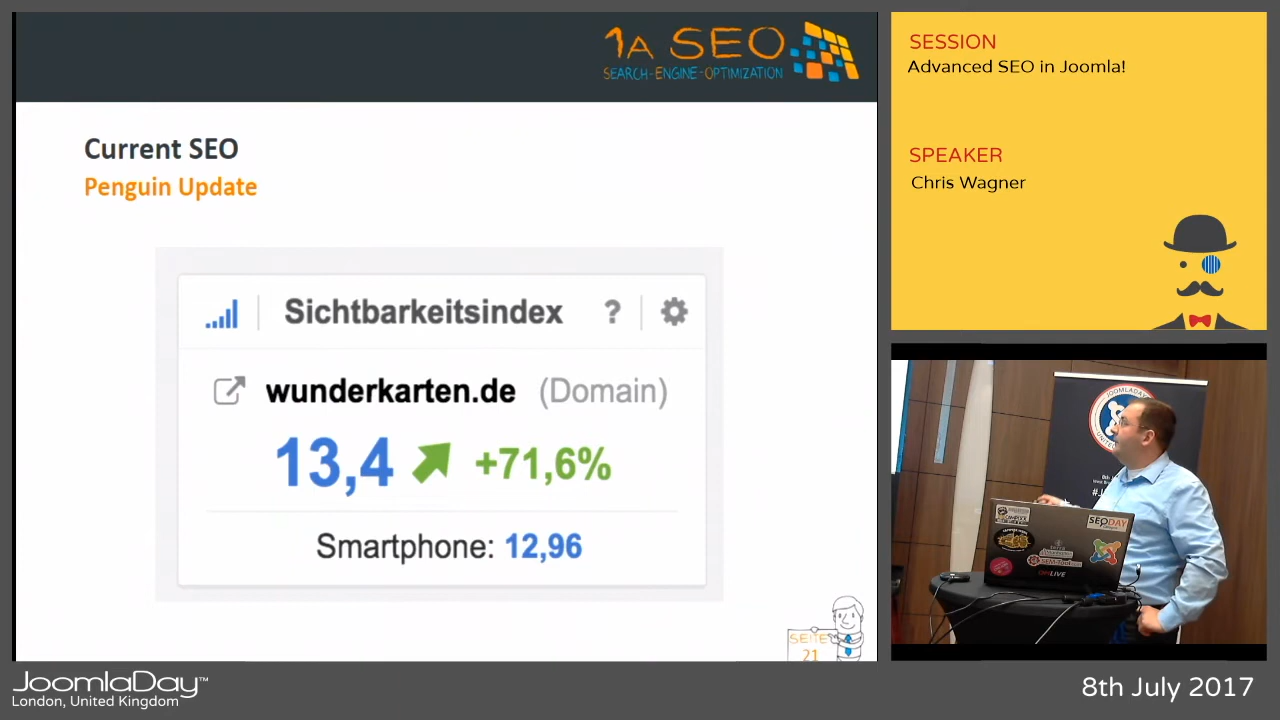 1A SEO
SEARCH-ENGINE-OPTIMIZATION
Current SEO
Penguin Update
Sichtbarkeitsindex ?
wunderkarten.de (Domain)
13,4 +71,6%
Smartphone: 12,96
SEITE
21
SESSION
Advanced SEO in Joomla!
SPEAKER
Chris Wagner
JOOMLADAY
SEODAY
JoomlaDay™
London, United Kingdom
8th July 2017